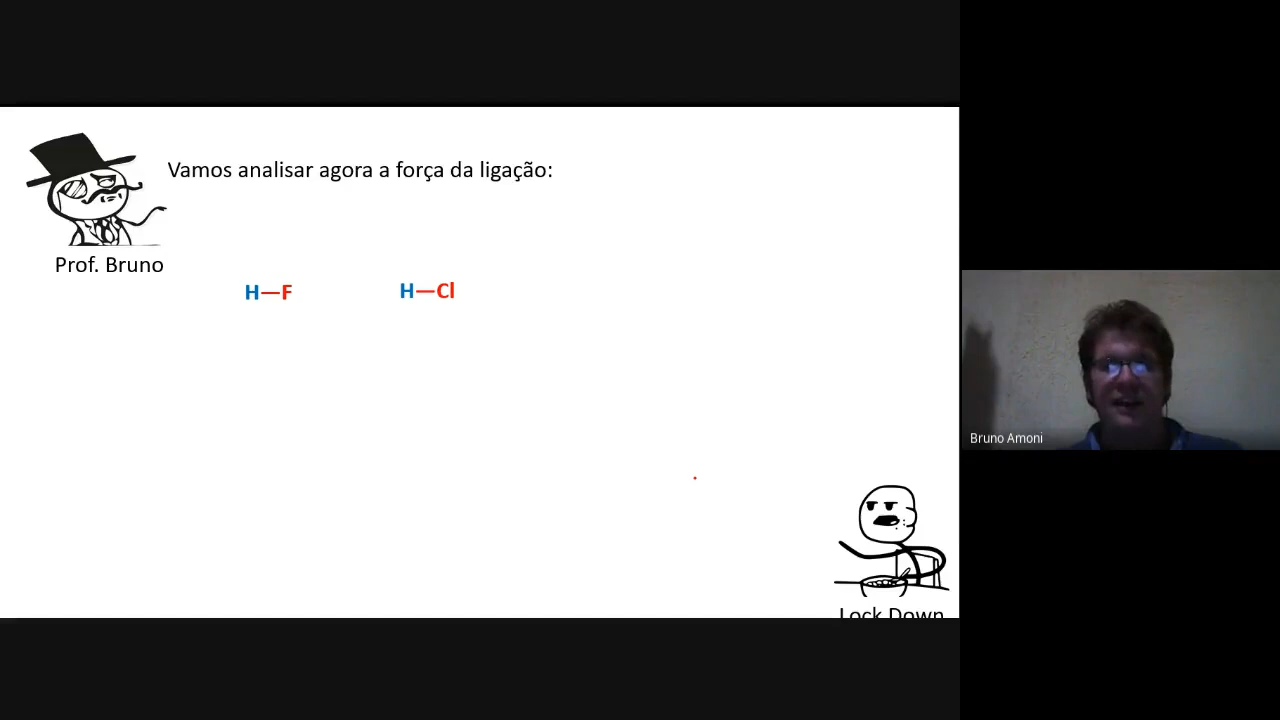 Vamos analisar agora a força da ligação:
Prof. Bruno
H—F
H—Cl
Bruno Amoni
Lock Down